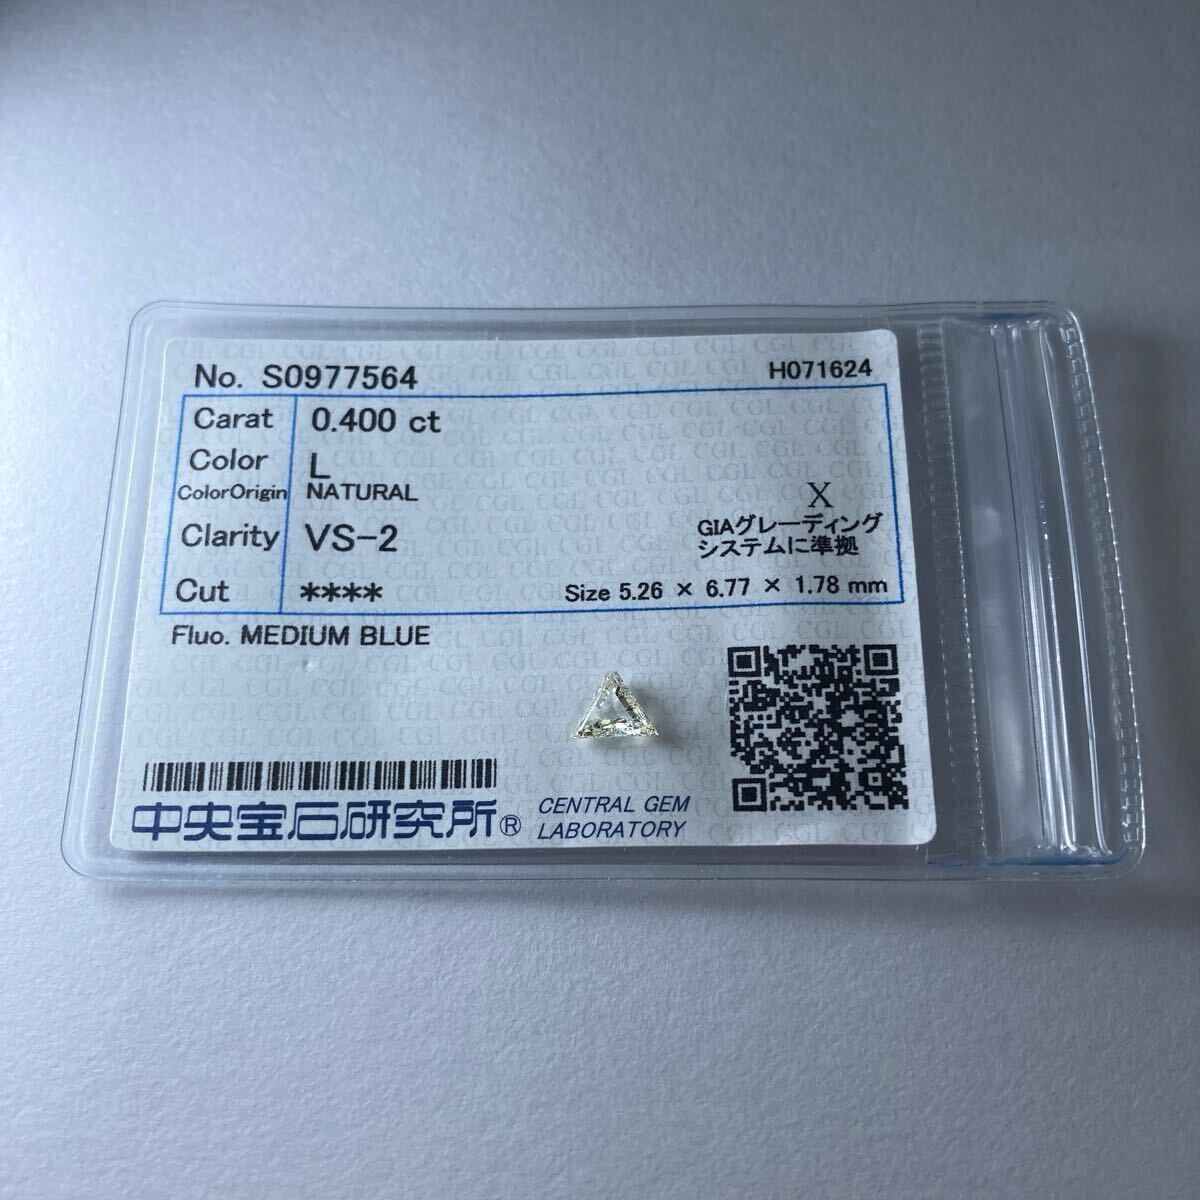 No. S0977564 H071624
Carat 0.400 ct
Color L
ColorOrigin NATURAL
X
Clarity VS-2 GIAグレーディング
システムに準拠
Cut **** Size 5.26 × 6.77 × 1.78 mm
Fluo. MEDIUM BLUE
中央宝石研究所® CENTRAL GEM
LABORATORY